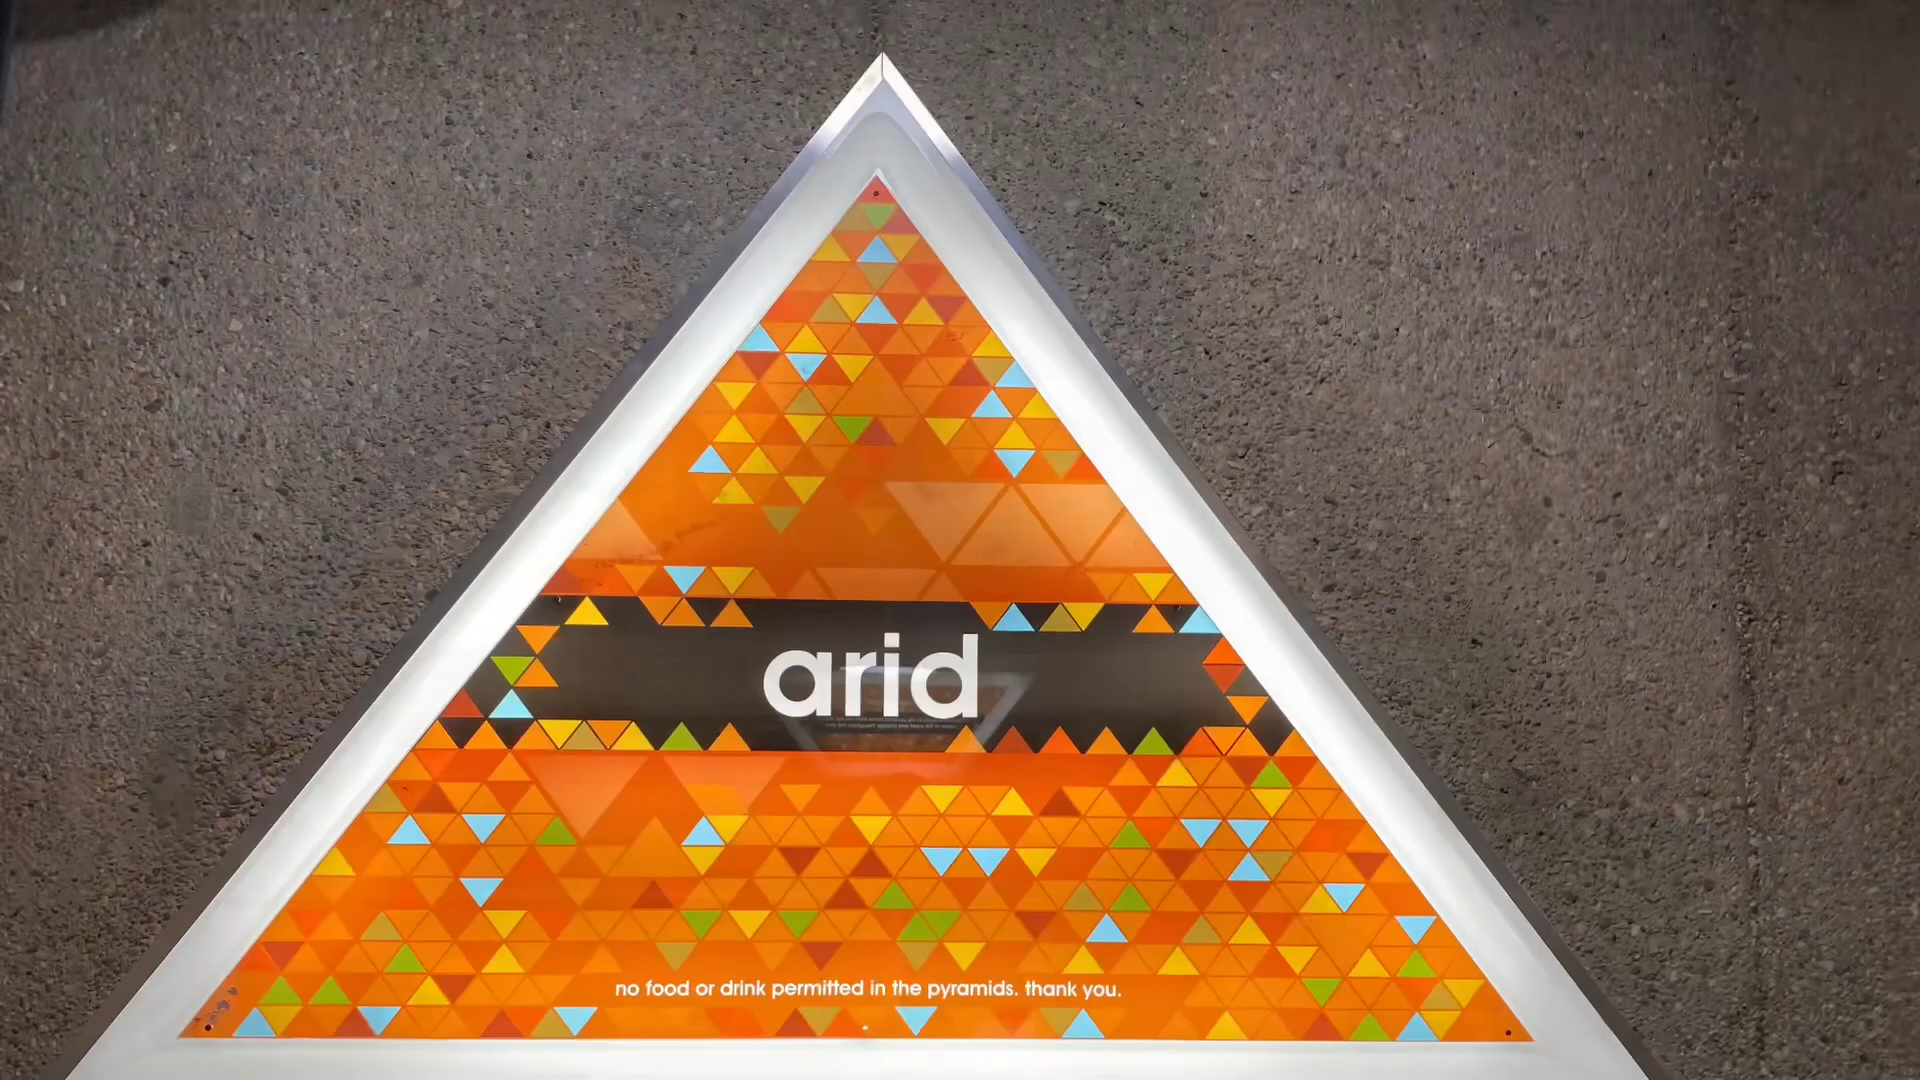 arid
no food or drink permitted in the pyramids. thank you.